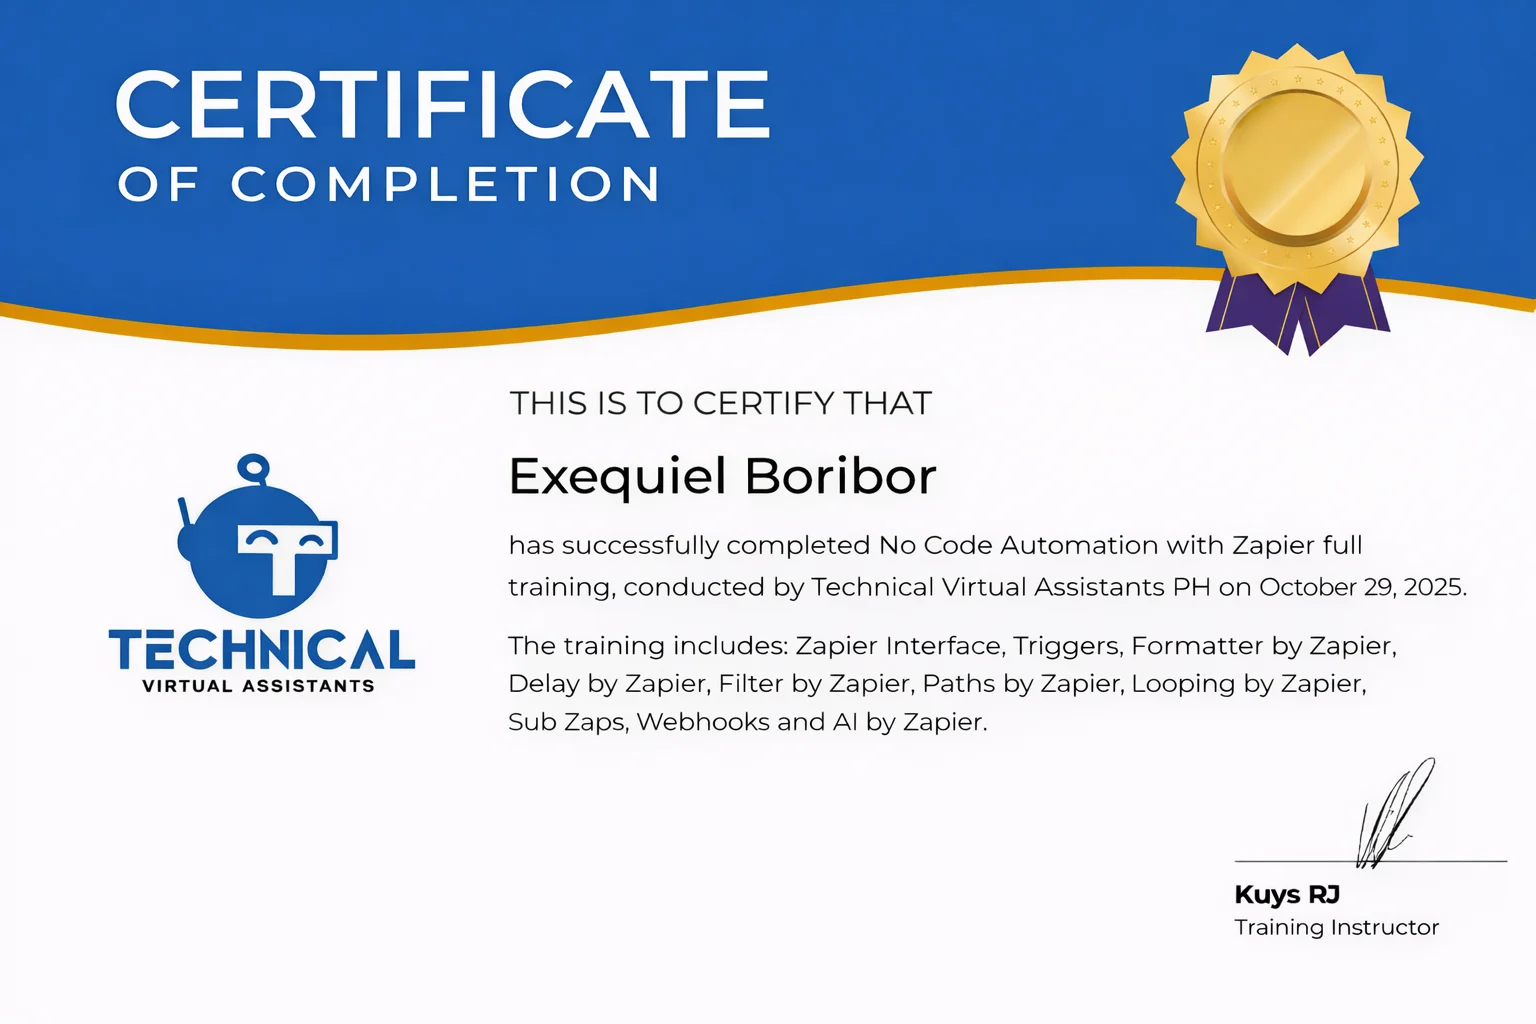 CERTIFICATE
OF COMPLETION
THIS IS TO CERTIFY THAT
Exequiel Boribor
has successfully completed No Code Automation with Zapier full
training, conducted by Technical Virtual Assistants PH on October 29, 2025.
The training includes: Zapier Interface, Triggers, Formatter by Zapier,
Delay by Zapier, Filter by Zapier, Paths by Zapier, Looping by Zapier,
Sub Zaps, Webhooks and AI by Zapier.
TECHNICAL
VIRTUAL ASSISTANTS
Kuys RJ
Training Instructor